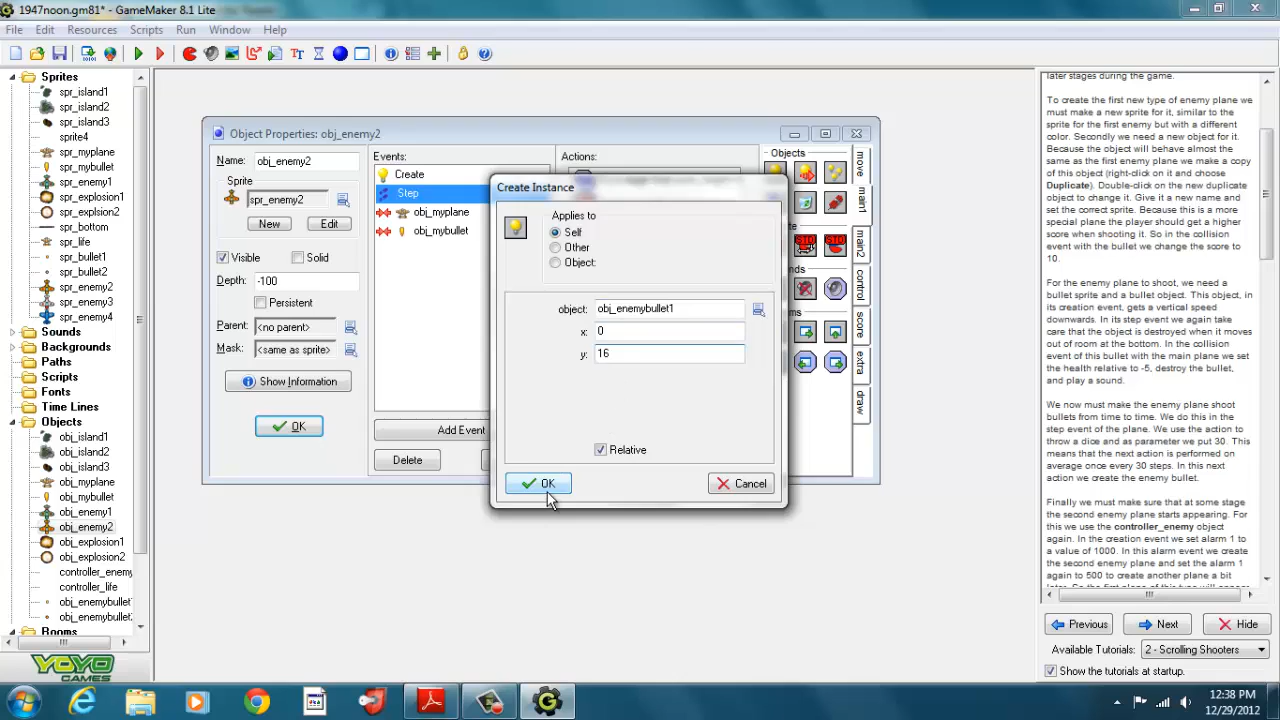 1947noon.gm81* - GameMaker 8.1 Lite
File Edit Resources Scripts Run Window Help
Sprites
spr_island1
spr_island2
spr_island3
sprite4
spr_myplane
spr_mybullet
spr_enemy1
spr_explosion1
spr_explsion2
spr_bottom
spr_life
spr_bullet1
spr_bullet2
spr_enemy2
spr_enemy3
spr_enemy4
Sounds
Backgrounds
Paths
Scripts
Fonts
Time Lines
Objects
obj_island1
obj_island2
obj_island3
obj_myplane
obj_mybullet
obj_enemy1
obj_enemy2
obj_explosion1
obj_explosion2
controller_enemy
controller_life
obj_enemybullet
obj_enemybullet
Rooms
YOYO
GAMES
Object Properties: obj_enemy2
Name: obj_enemy2
Sprite
spr_enemy2
New Edit
Visible Solid
Depth: -100
Persistent
Parent: <no parent>
Mask: <same as sprite>
Show Information
OK
Events:
Create
Step
obj_myplane
obj_mybullet
Add Event
Delete
Actions:
Objects
move
main1
main2
control
score
extra
draw
Create Instance
Applies to
Self
Other
Object:
object: obj_enemybullet1
x: 0
y: 16
Relative
OK Cancel
later stages during the game.
To create the first new type of enemy plane we
must make a new sprite for it, similar to the
sprite for the first enemy but with a different
color. Secondly we need a new object for it.
Because the object will behave almost the
same as the first enemy plane we make a copy
of this object (right-click on it and choose
Duplicate). Double-click on the new duplicate
object to change it. Give it a new name and
set the correct sprite. Because this is a more
special plane the player should get a higher
score when shooting it. So in the collision
event with the bullet we change the score to
10.
For the enemy plane to shoot, we need a
bullet sprite and a bullet object. This object, in
its creation event, gets a vertical speed
downwards. In its step event we again take
care that the object is destroyed when it moves
out of room at the bottom. In the collision
event of this bullet with the main plane we set
the health relative to -5, destroy the bullet,
and play a sound.
We now must make the enemy plane shoot
bullets from time to time. We do this in the
step event of the plane. We use the action to
throw a dice and as parameter we put 30. This
means that the next action is performed on
average once every 30 steps. In this next
action we create the enemy bullet.
Finally we must make sure that at some stage
the second enemy plane starts appearing. For
this we use the controller_enemy object
again. In the creation event we set alarm 1 to
a value of 1000. In this alarm event we create
the second enemy plane and set the alarm 1
again to 500 to create another plane a bit
Previous Next Hide
Available Tutorials: 2 - Scrolling Shooters
Show the tutorials at startup.
12:38 PM
12/29/2012